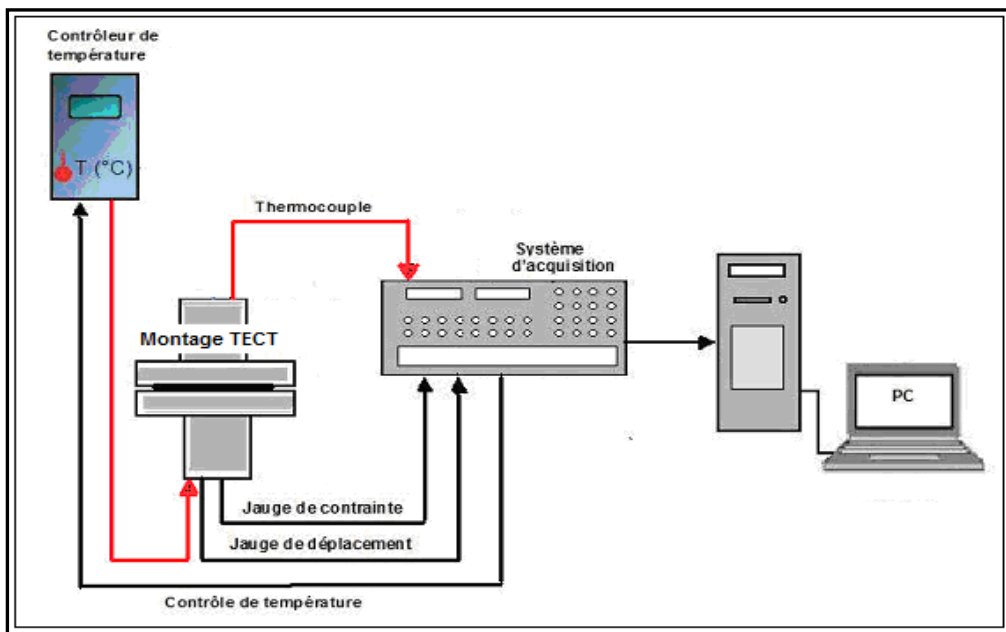 Contrôleur de
température
T (°C)
Thermocouple
Système
d'acquisition
Montage TECT
PC
Jauge de contrainte
Jauge de déplacement
Contrôle de température